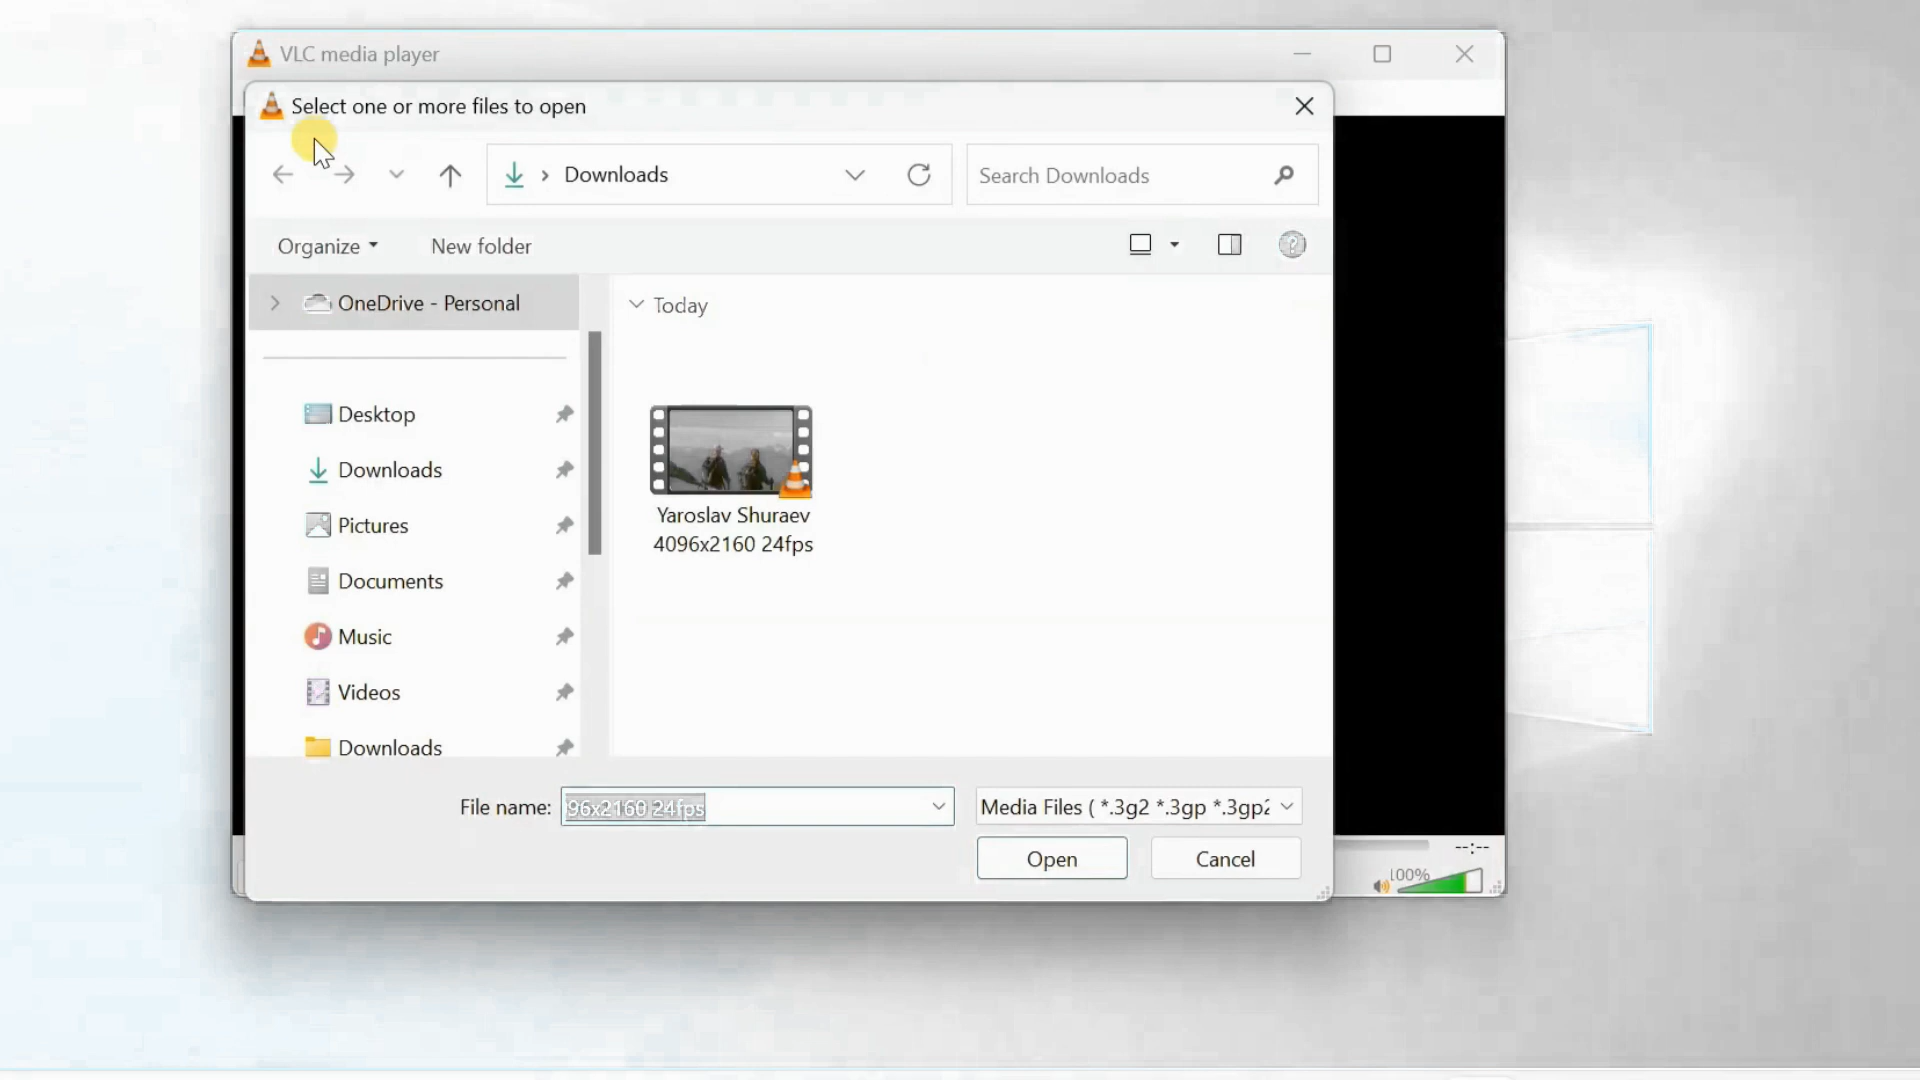 VLC media player
Select one or more files to open
Downloads
Search Downloads
Organize
New folder
OneDrive - Personal
Today
Desktop
Downloads
Pictures
Documents
Music
Videos
Downloads
Yaroslav Shuraev
4096x2160 24fps
File name:
96x2160 24fps
Media Files ( *.3g2 *.3gp *.3gp2
Open
Cancel
--:--
100%